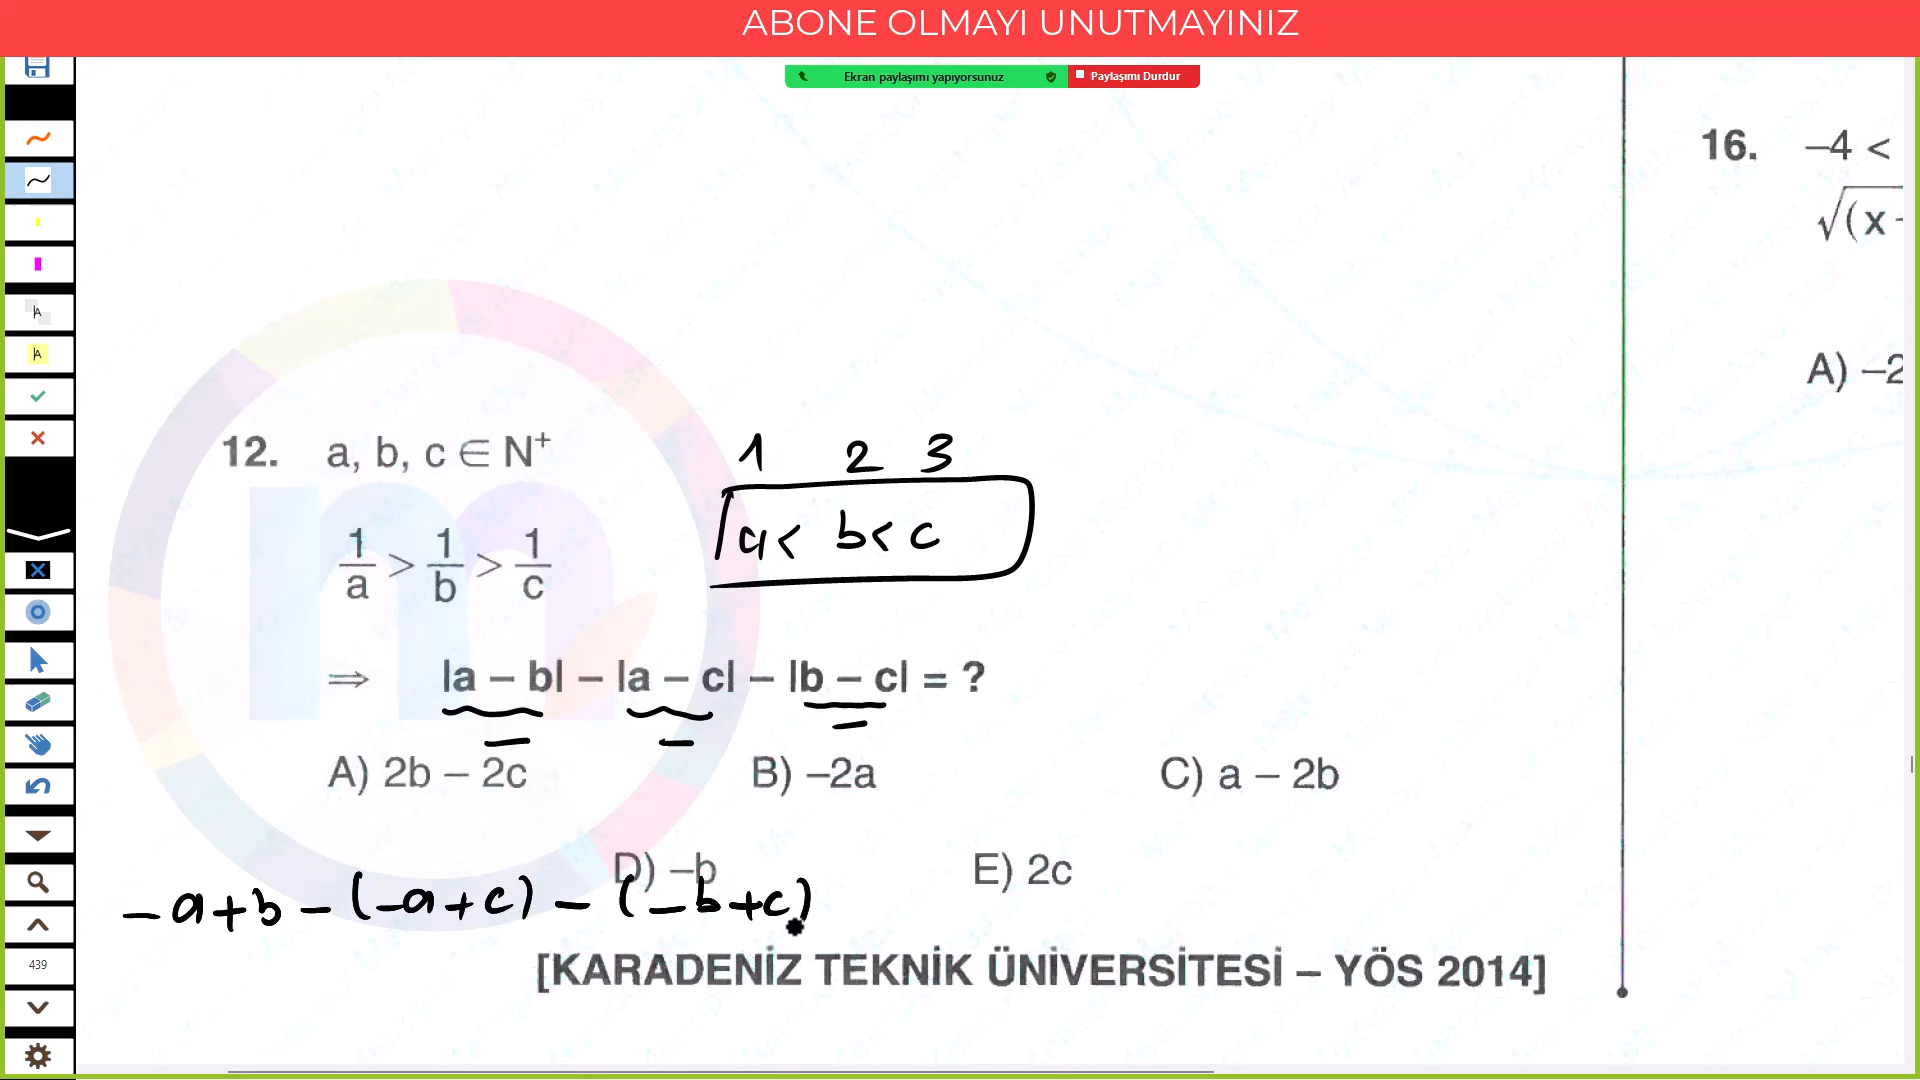 ABONE OLMAYI UNUTMAYINIZ
Ekran paylaşımı yapıyorsunuz
Paylaşımı Durdur
12. a, b, c ∈ N⁺
1/a > 1/b > 1/c
1 2 3
a < b < c
⇒ |a – b| – |a – c| – |b – c| = ?
A) 2b – 2c B) –2a C) a – 2b
D) –b E) 2c
–a+b – (–a+c) – (–b+c)
[KARADENİZ TEKNİK ÜNİVERSİTESİ – YÖS 2014]
16. –4 <
√(x -
A) –2
439